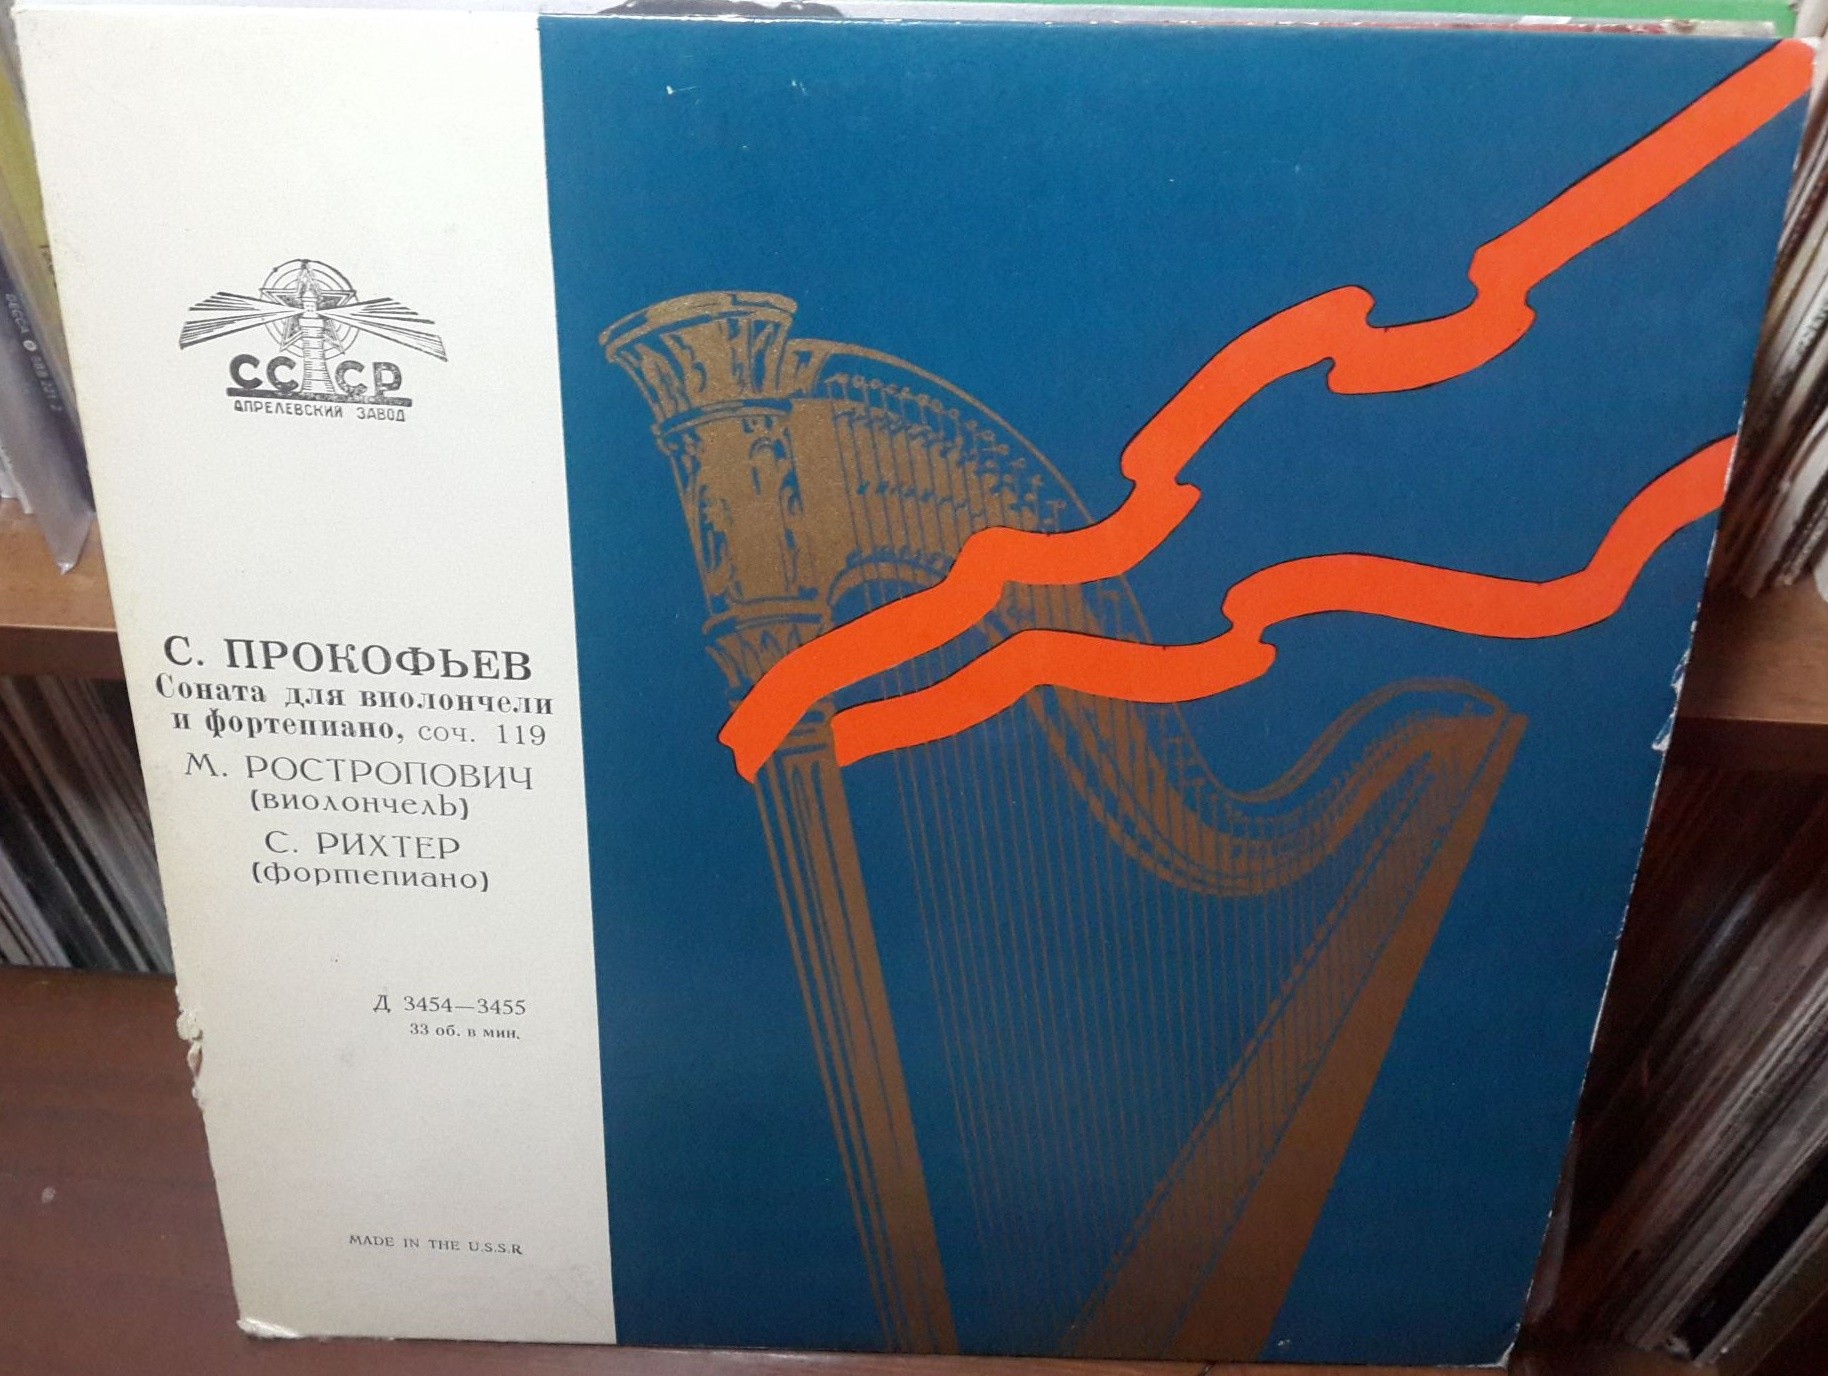 СССР
АПРЕЛЕВСКИЙ ЗАВОД
С. ПРОКОФЬЕВ
Соната для виолончели
и фортепиано, соч. 119
М. РОСТРОПОВИЧ
(виолончель)
С. РИХТЕР
(фортепиано)
Д 3454—3455
33 об. в мин.
MADE IN THE U.S.S.R
DECCA